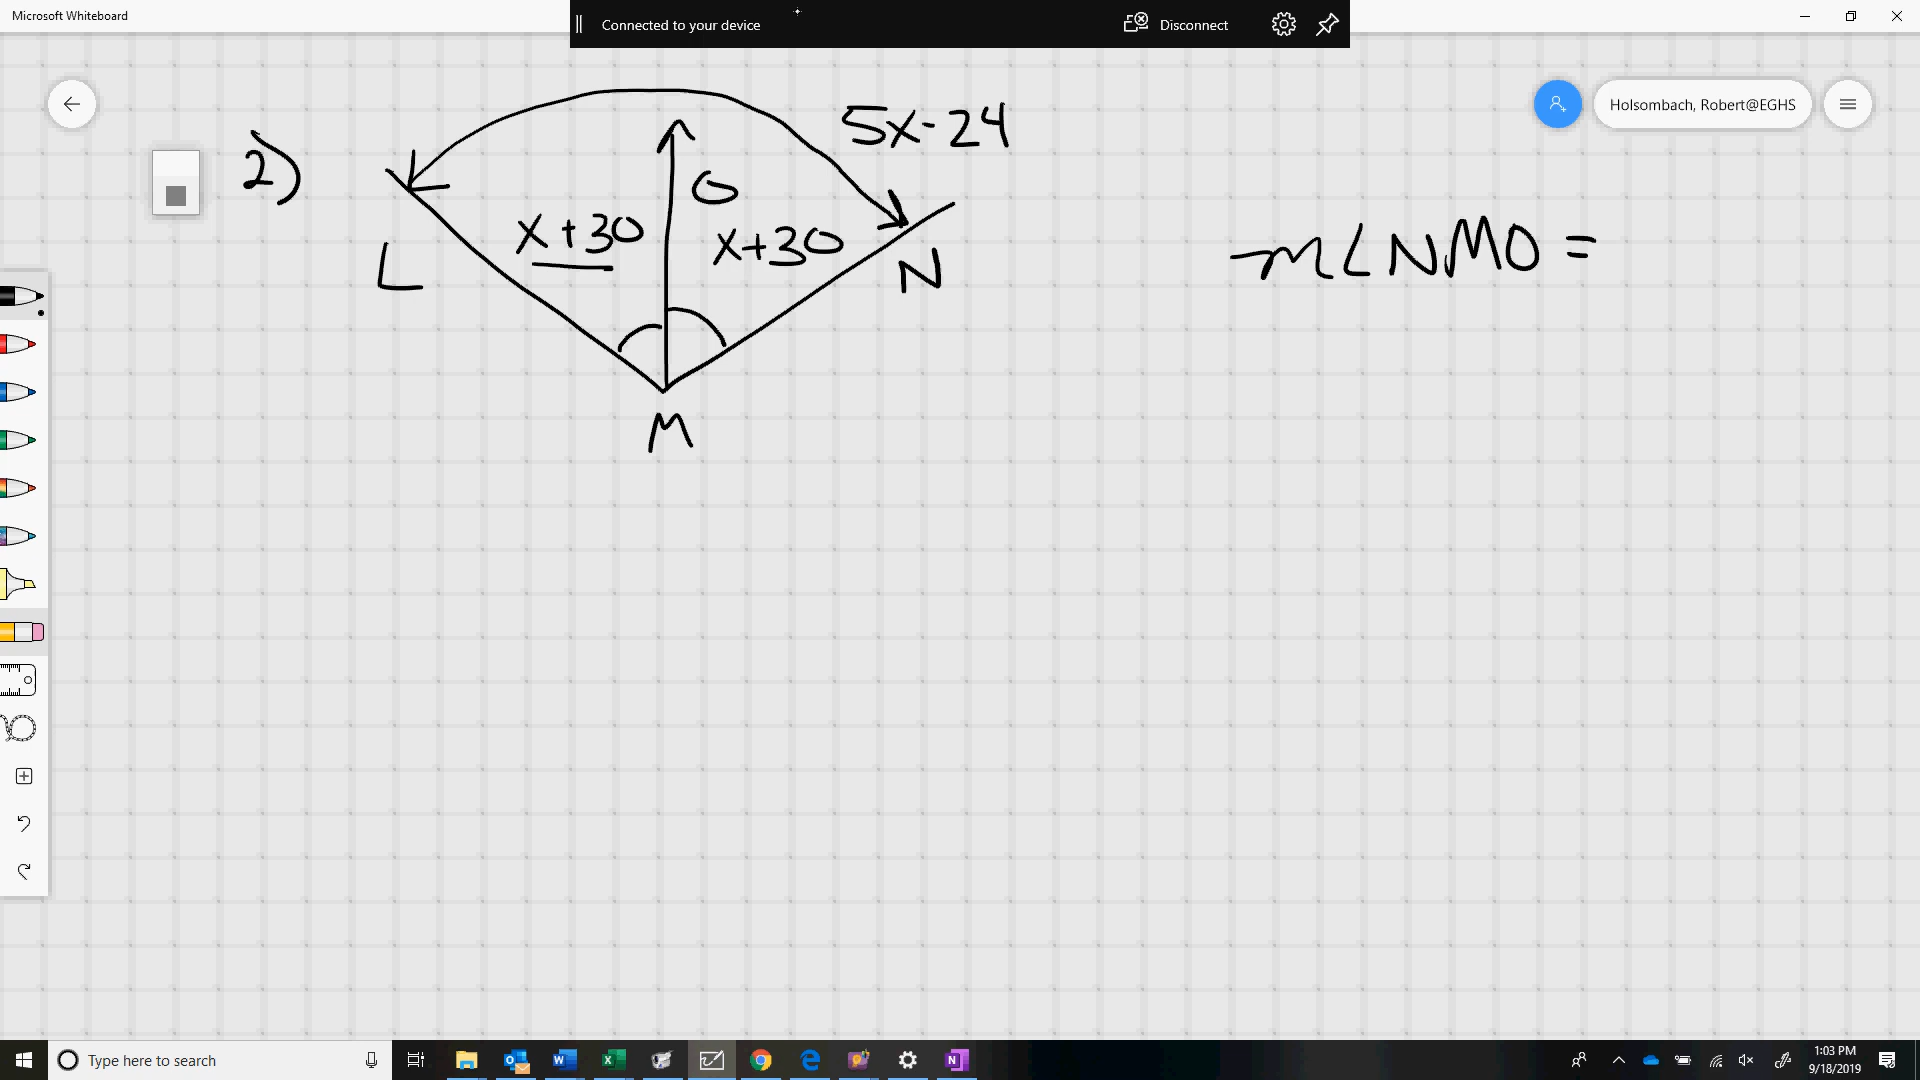 Microsoft Whiteboard
Connected to your device
Disconnect
Holsombach, Robert@EGHS
2)
5x-24
O
x+30
x+30
L
N
m∠NMO =
M
Type here to search
1:03 PM
9/18/2019